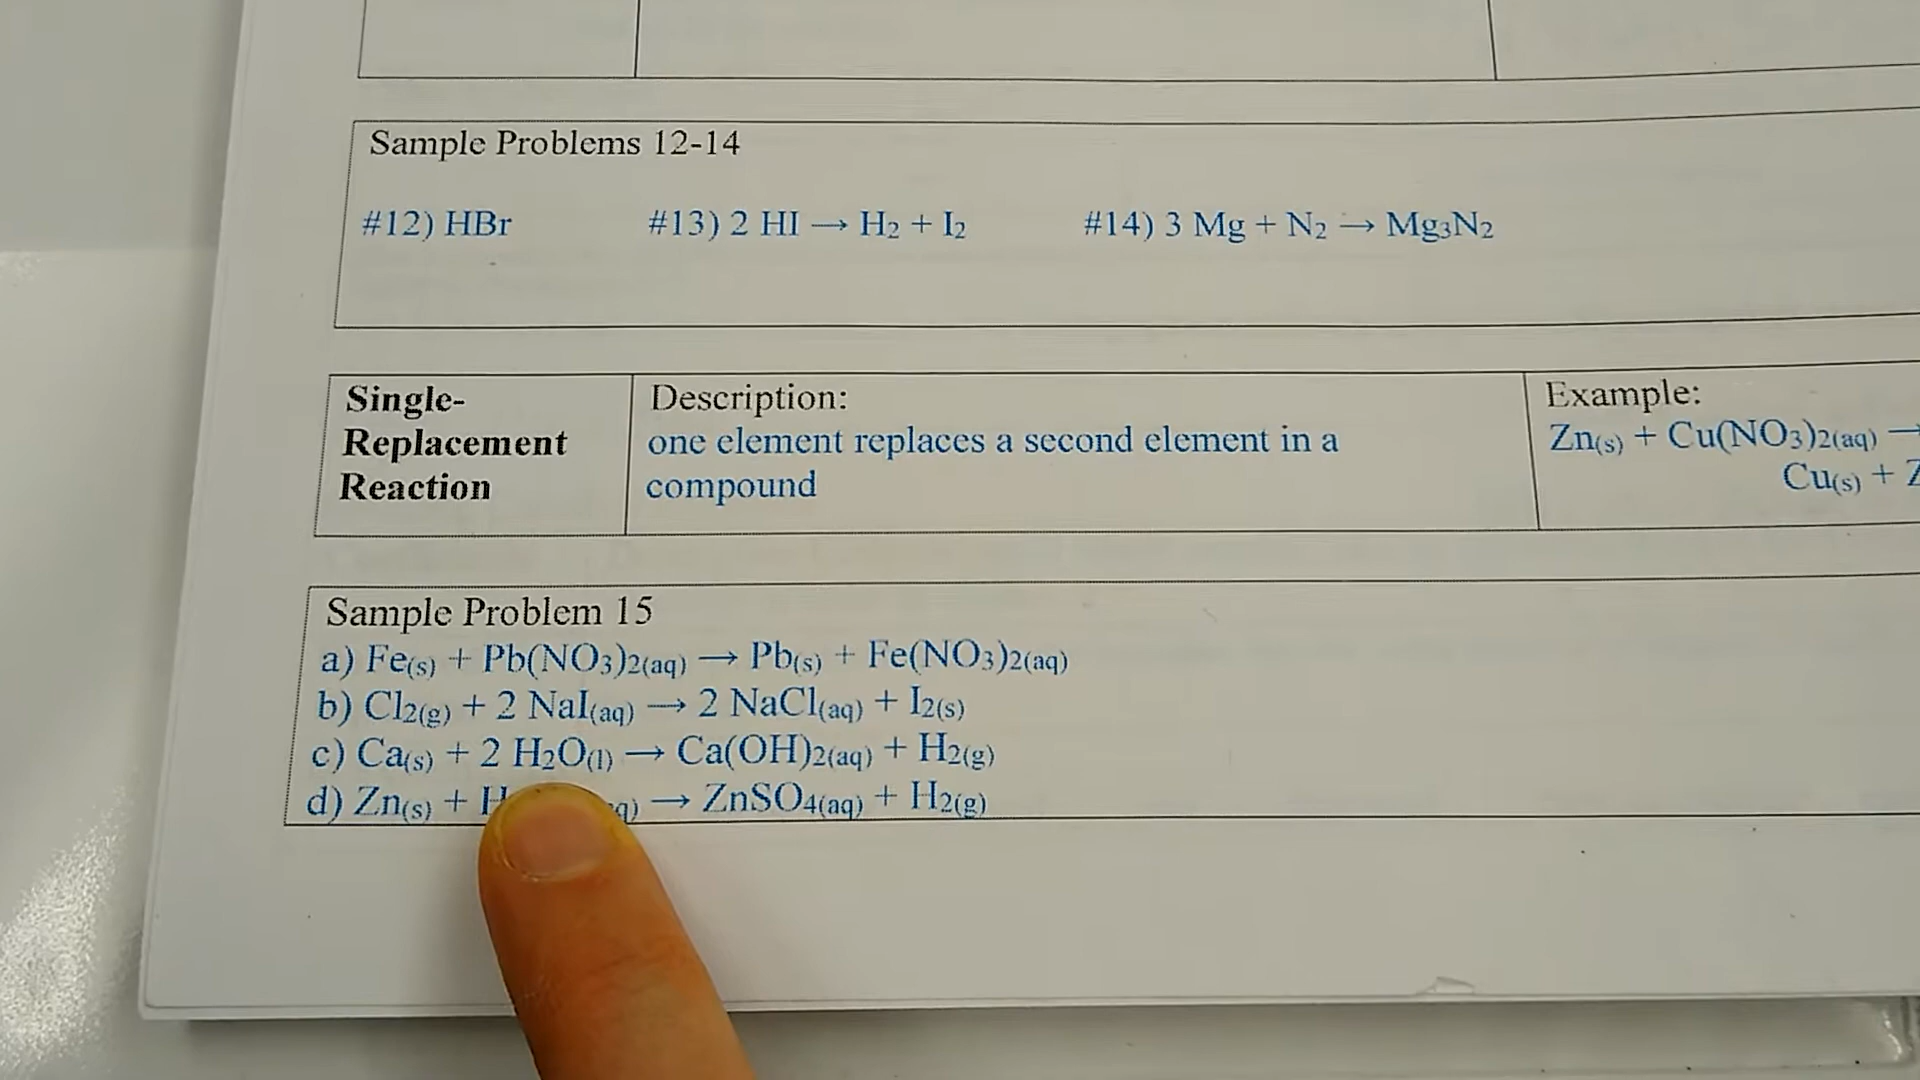 Sample Problems 12-14
#12) HBr #13) 2 HI → H2 + I2 #14) 3 Mg + N2 → Mg3N2
Single-
Replacement
Reaction
Description:
one element replaces a second element in a
compound
Example:
Zn(s) + Cu(NO3)2(aq) →
Cu(s) + Z
Sample Problem 15
a) Fe(s) + Pb(NO3)2(aq) → Pb(s) + Fe(NO3)2(aq)
b) Cl2(g) + 2 NaI(aq) → 2 NaCl(aq) + I2(s)
c) Ca(s) + 2 H2O(l) → Ca(OH)2(aq) + H2(g)
d) Zn(s) + H q) → ZnSO4(aq) + H2(g)